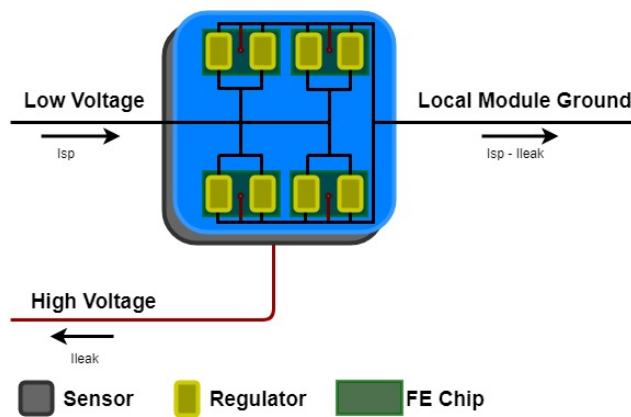 Low Voltage
Isp
Local Module Ground
Isp - Ileak
High Voltage
Ileak
Sensor
Regulator
FE Chip